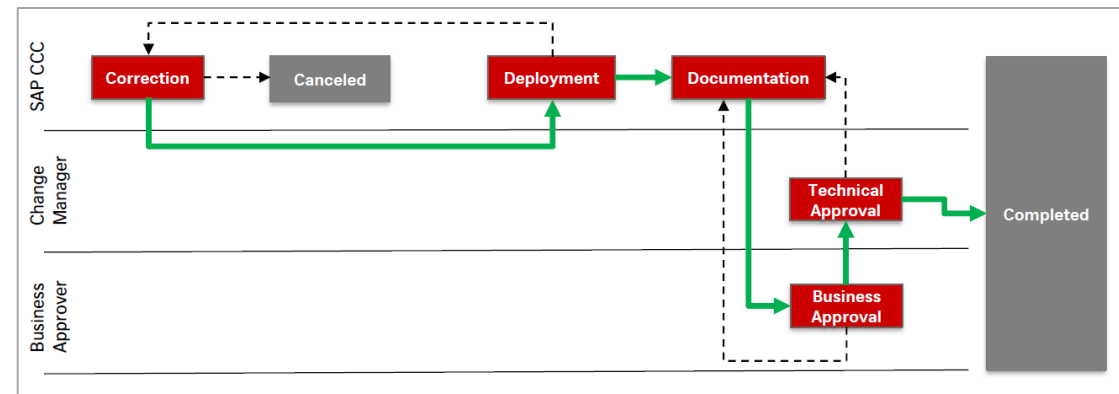 SAP CCC
Correction
Canceled
Deployment
Documentation
Change
Manager
Technical
Approval
Completed
Business
Approver
Business
Approval